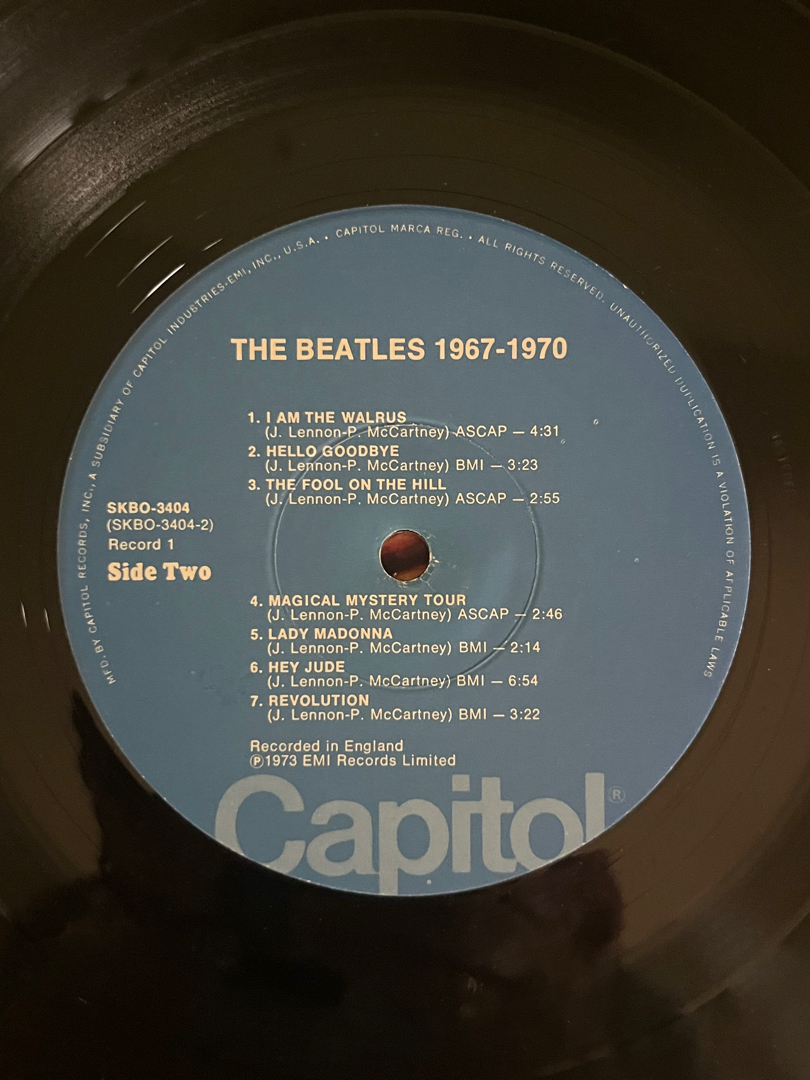 MFD. BY CAPITOL RECORDS, INC., A SUBSIDIARY OF CAPITOL INDUSTRIES-EMI, INC., U.S.A. • CAPITOL MARCA REG. • ALL RIGHTS RESERVED. UNAUTHORIZED DUPLICATION IS A VIOLATION OF APPLICABLE LAWS
THE BEATLES 1967-1970
1. I AM THE WALRUS
(J. Lennon-P. McCartney) ASCAP — 4:31
2. HELLO GOODBYE
(J. Lennon-P. McCartney) BMI — 3:23
3. THE FOOL ON THE HILL
(J. Lennon-P. McCartney) ASCAP — 2:55
SKBO-3404
(SKBO-3404-2)
Record 1
Side Two
4. MAGICAL MYSTERY TOUR
(J. Lennon-P. McCartney) ASCAP — 2:46
5. LADY MADONNA
(J. Lennon-P. McCartney) BMI — 2:14
6. HEY JUDE
(J. Lennon-P. McCartney) BMI — 6:54
7. REVOLUTION
(J. Lennon-P. McCartney) BMI — 3:22
Recorded in England
℗1973 EMI Records Limited
Capitol®